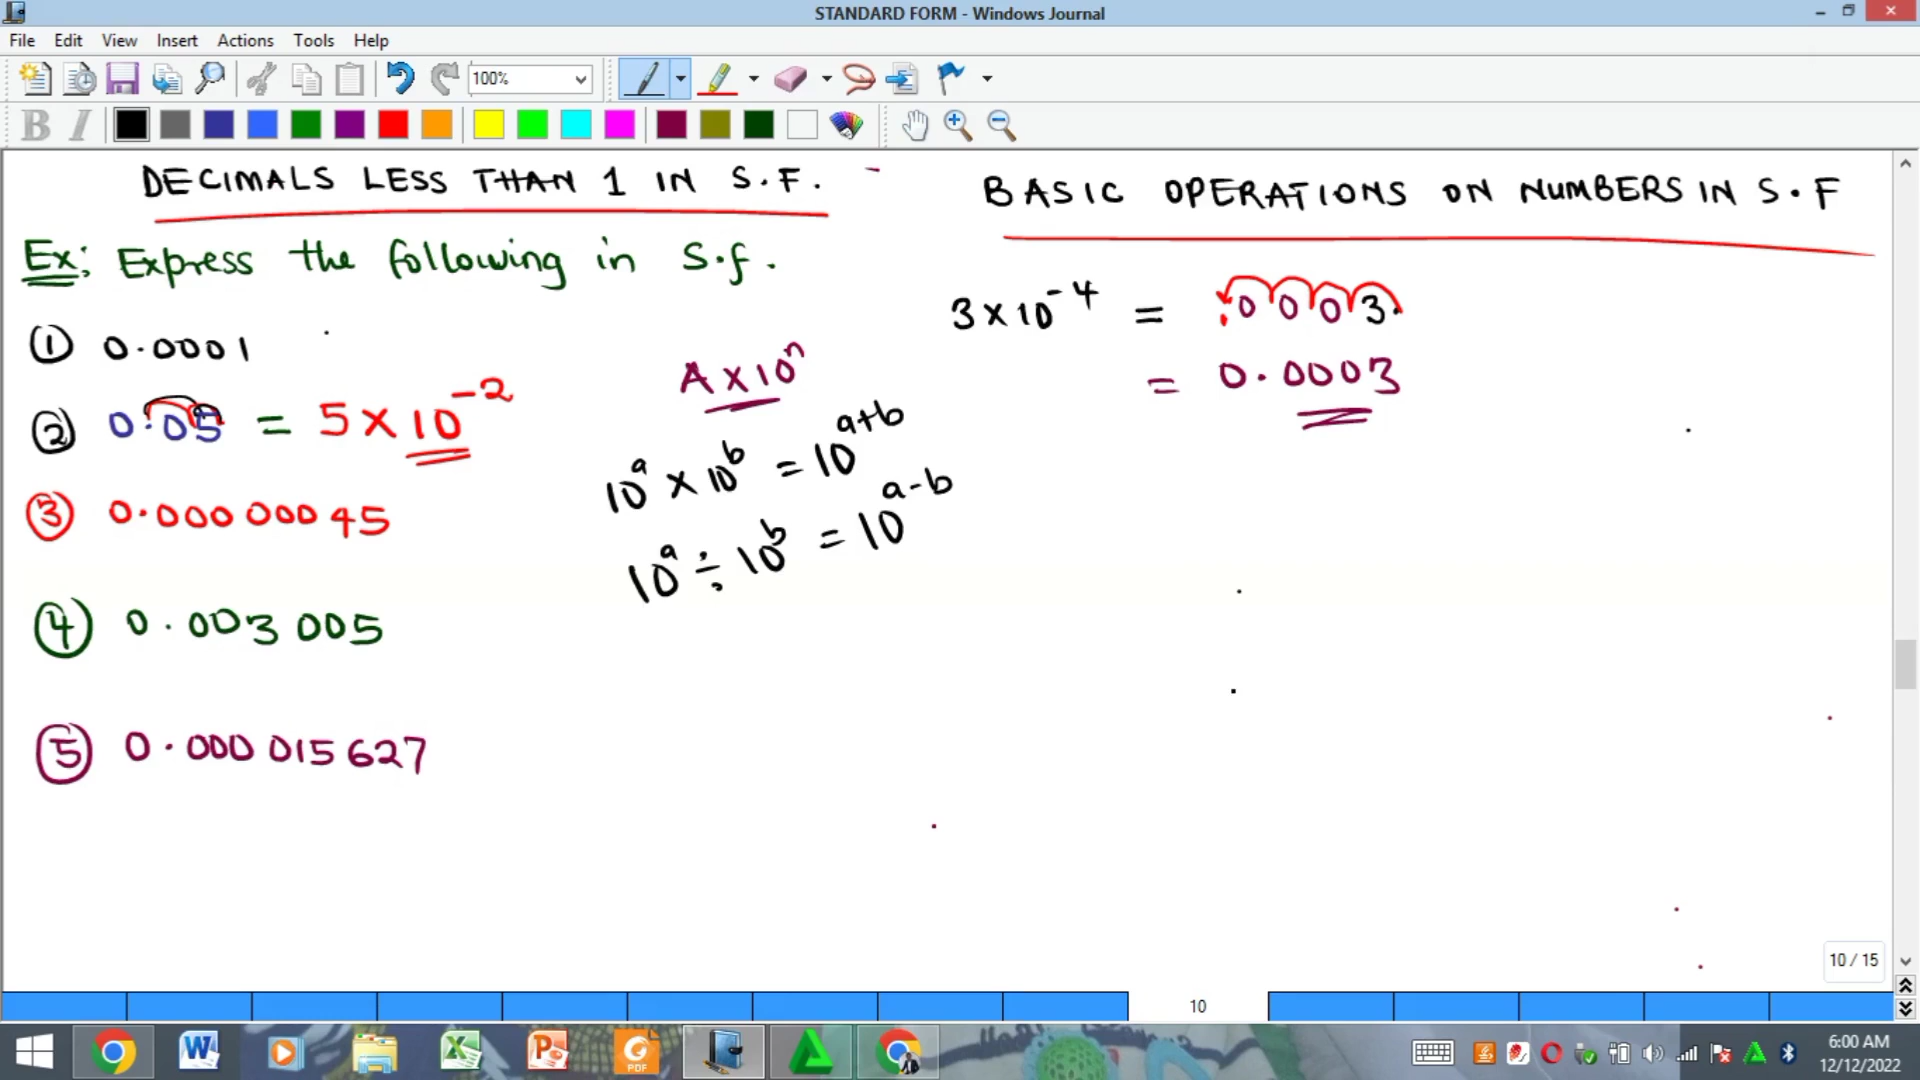 STANDARD FORM - Windows Journal
File Edit View Insert Actions Tools Help
100%
B I
DECIMALS LESS THAN 1 IN S.F.
Ex: Express the following in s.f.
① 0.0001
② 0.05 = 5 × 10⁻²
③ 0.00000045
④ 0.003005
⑤ 0.000015627
A × 10ⁿ
10ᵃ × 10ᵇ = 10ᵃ⁺ᵇ
10ᵃ ÷ 10ᵇ = 10ᵃ⁻ᵇ
BASIC OPERATIONS ON NUMBERS IN S.F
3 × 10⁻⁴ = .0003.
= 0.0003
10 / 15
10
PDF
6:00 AM
12/12/2022